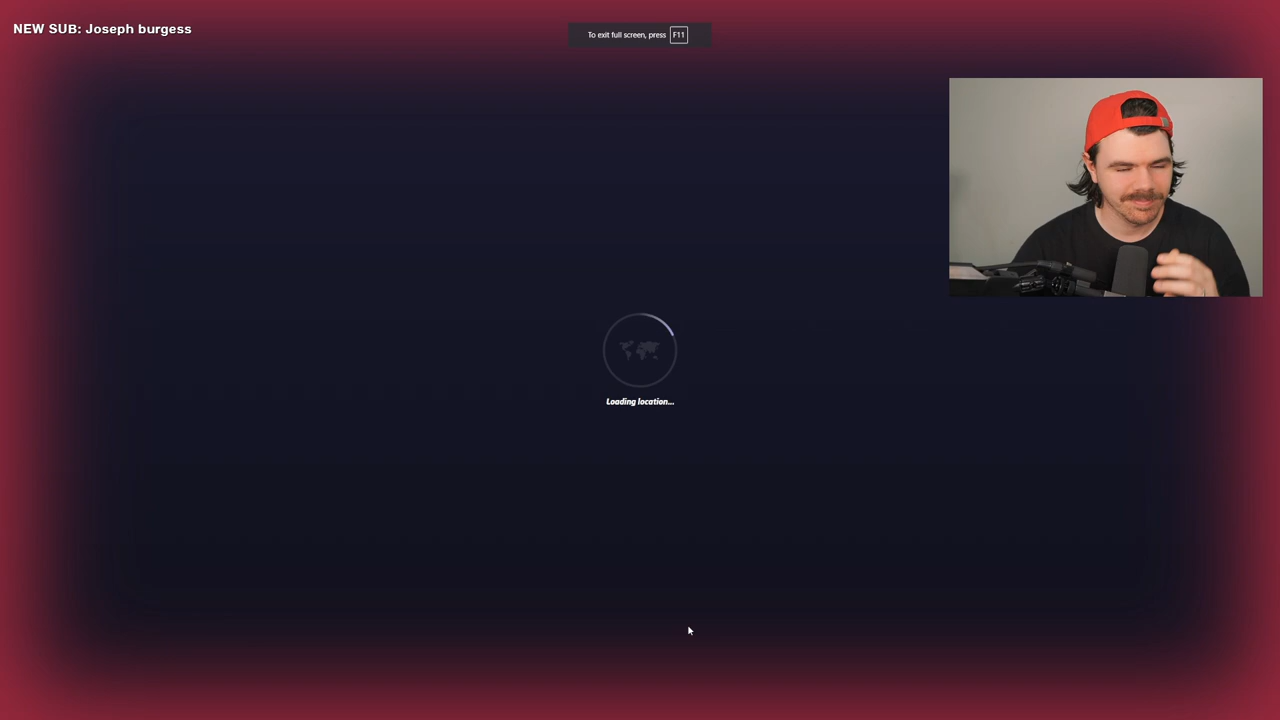 NEW SUB: Joseph burgess
To exit full screen, press F11
Loading location...